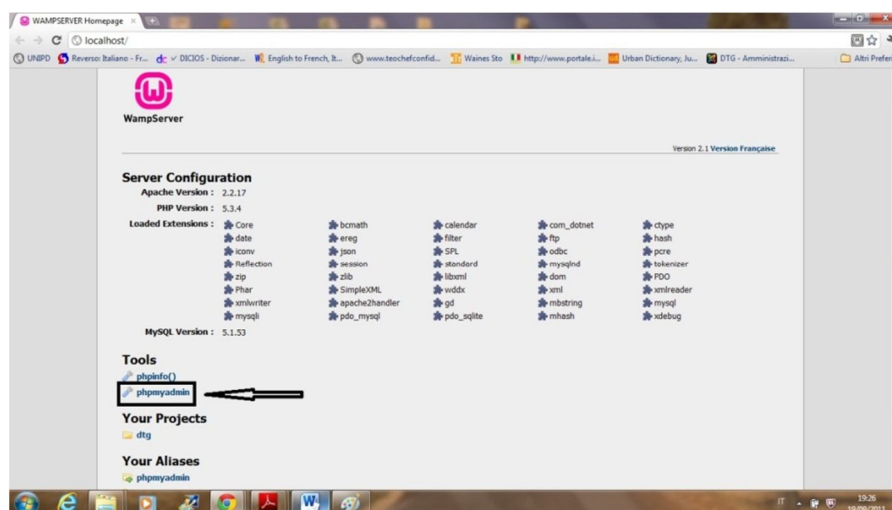 WAMPSERVER Homepage
localhost/
UNIPD Reverso: Italiano - Fr... DICIOS - Dizionar... English to French, It... www.teochefconfid... Waines Sto http://www.portale.i... Urban Dictionary, Ju... DTG - Amministrazi... Altri Preferi
WampServer
Version 2.1 Version Française
Server Configuration
Apache Version : 2.2.17
PHP Version : 5.3.4
Loaded Extensions : Core bcmath calendar com_dotnet ctype
date ereg filter ftp hash
iconv json SPL odbc pcre
Reflection session standard mysqlnd tokenizer
zip zlib libxml dom PDO
Phar SimpleXML wddx xml xmlreader
xmlwriter apache2handler gd mbstring mysql
mysqli pdo_mysql pdo_sqlite mhash xdebug
MySQL Version : 5.1.53
Tools
phpinfo()
phpmyadmin
Your Projects
dtg
Your Aliases
phpmyadmin
IT 19:26
19/09/2011